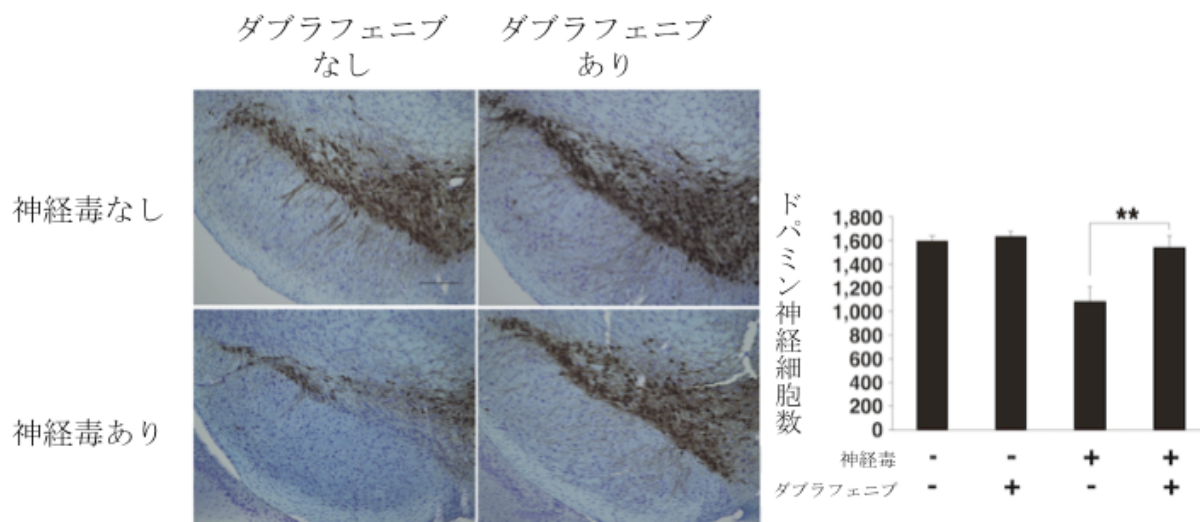 ダブラフェニブ
なし
ダブラフェニブ
あり
神経毒なし
神経毒あり
ドパミン神経細胞数
**
1,800
1,600
1,400
1,200
1,000
800
600
400
200
0
神経毒 - - + +
ダブラフェニブ - + - +